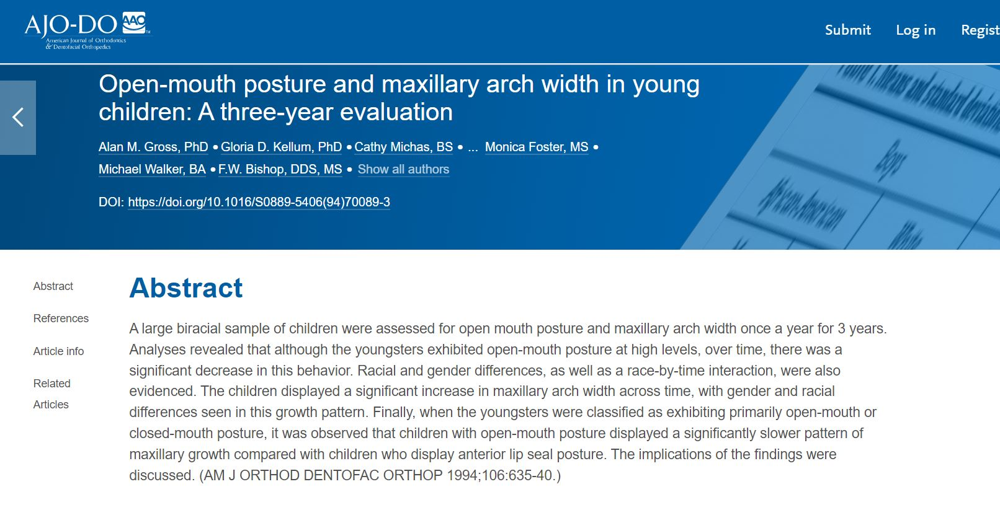 AJO-DO AAO TM
American Journal of Orthodontics
& Dentofacial Orthopedics
Submit Log in Regist
Open-mouth posture and maxillary arch width in young
children: A three-year evaluation
Alan M. Gross, PhD • Gloria D. Kellum, PhD • Cathy Michas, BS • ... Monica Foster, MS •
Michael Walker, BA • F.W. Bishop, DDS, MS • Show all authors
DOI: https://doi.org/10.1016/S0889-5406(94)70089-3
Boys
African-American
White
Abstract
References
Article info
Related
Articles
Abstract
A large biracial sample of children were assessed for open mouth posture and maxillary arch width once a year for 3 years.
Analyses revealed that although the youngsters exhibited open-mouth posture at high levels, over time, there was a
significant decrease in this behavior. Racial and gender differences, as well as a race-by-time interaction, were also
evidenced. The children displayed a significant increase in maxillary arch width across time, with gender and racial
differences seen in this growth pattern. Finally, when the youngsters were classified as exhibiting primarily open-mouth or
closed-mouth posture, it was observed that children with open-mouth posture displayed a significantly slower pattern of
maxillary growth compared with children who display anterior lip seal posture. The implications of the findings were
discussed. (AM J ORTHOD DENTOFAC ORTHOP 1994;106:635-40.)